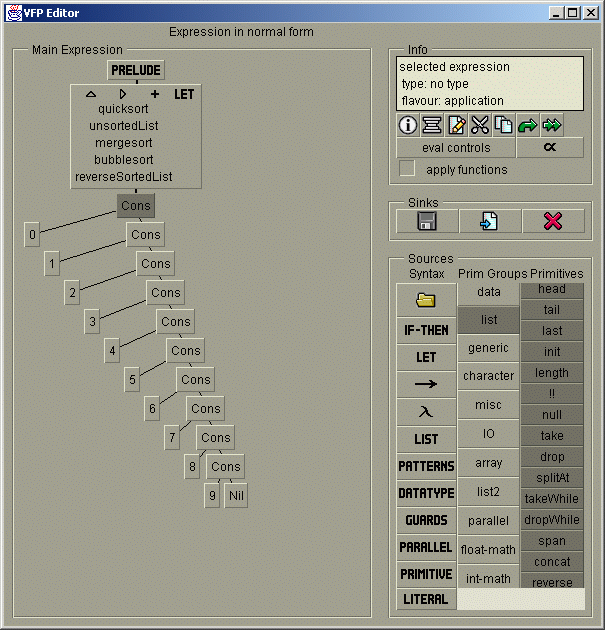 VFP Editor
Expression in normal form
Main Expression
PRELUDE
+ LET
quicksort
unsortedList
mergesort
bubblesort
reverseSortedList
Cons
0 Cons
1 Cons
2 Cons
3 Cons
4 Cons
5 Cons
6 Cons
7 Cons
8 Cons
9 Nil
Info
selected expression
type: no type
flavour: application
eval controls α
apply functions
Sinks
Sources
Syntax Prim Groups Primitives
IF-THEN
LET
→
λ
LIST
PATTERNS
DATATYPE
GUARDS
PARALLEL
PRIMITIVE
LITERAL
data
list
generic
character
misc
IO
array
list2
parallel
float-math
int-math
head
tail
last
init
length
!!
null
take
drop
splitAt
takeWhile
dropWhile
span
concat
reverse